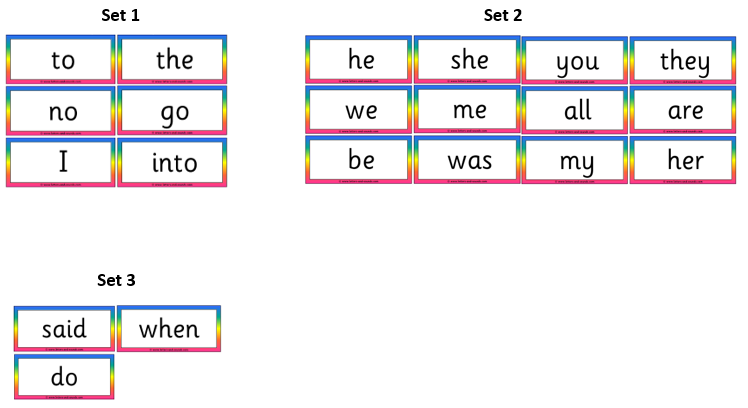 Set 1
to the
no go
I into
Set 2
he she you they
we me all are
be was my her
Set 3
said when
do